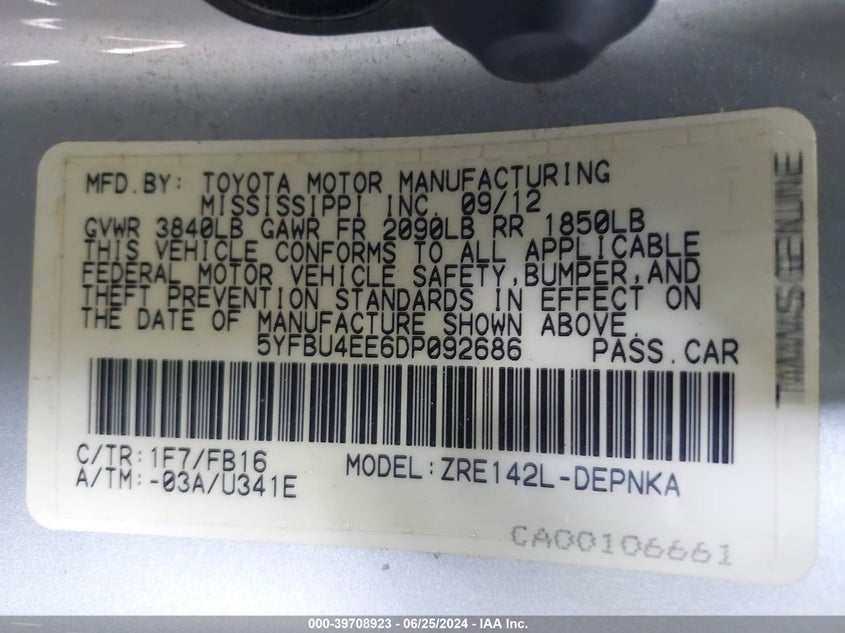 MFD.BY: TOYOTA MOTOR MANUFACTURING
MISSISSIPPI INC. 09/12
GVWR 3840LB GAWR FR 2090LB RR 1850LB
THIS VEHICLE CONFORMS TO ALL APPLICABLE
FEDERAL MOTOR VEHICLE SAFETY,BUMPER,AND
THEFT PREVENTION STANDARDS IN EFFECT ON
THE DATE OF MANUFACTURE SHOWN ABOVE.
5YFBU4EE6DP092686 PASS.CAR
C/TR:1F7/FB16
A/TM:-03A/U341E
MODEL:ZRE142L-DEPNKA
CA00106661
000-39708923 - 06/25/2024 - IAA Inc.